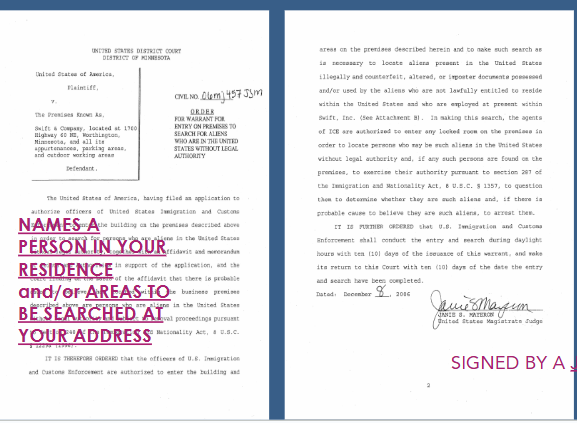 UNITED STATES DISTRICT COURT
DISTRICT OF MINNESOTA
United States of America,
Plaintiff,
v.
The Premises Known As,
Swift & Company, located at 1700
Highway 60 NE, Worthington,
Minnesota, and all its
appurtenances, parking areas,
and outdoor working areas
Defendant.
CIVIL NO. 06mj457 JSM
ORDER
FOR WARRANT FOR
ENTRY ON PREMISES TO
SEARCH FOR ALIENS
WHO ARE IN THE UNITED
STATES WITHOUT LEGAL
AUTHORITY
The United States of America, having filed an application to
authorize officers of United States Immigration and Customs
the building on the premises described above
in order to search for persons who are aliens in the United States
affidavit and memorandum
in support of the application, and the
of the affidavit that there is probable
the business premises
described above are persons who are aliens in the United States
removal proceedings pursuant
Nationality Act, 8 U.S.C.
IT IS THEREFORE ORDERED that the officers of U.S. Immigration
and Customs Enforcement are authorized to enter the building and
NAMES A
PERSON IN YOUR
RESIDENCE
and/or AREAS TO
BE SEARCHED AT
YOUR ADDRESS
areas on the premises described herein and to make such search as
is necessary to locate aliens present in the United States
illegally and counterfeit, altered, or imposter documents possessed
and/or used by the aliens who are not lawfully entitled to reside
within the United States and who are employed at present within
Swift, Inc. (See Attachment B). In making this search, the agents
of ICE are authorized to enter any locked room on the premises in
order to locate persons who may be such aliens in the United States
without legal authority and, if any such persons are found on the
premises, to exercise their authority pursuant to section 287 of
the Immigration and Nationality Act, 8 U.S.C. § 1357, to question
them to determine whether they are such aliens and, if there is
probable cause to believe they are such aliens, to arrest them.
IT IS FURTHER ORDERED that U.S. Immigration and Customs
Enforcement shall conduct the entry and search during daylight
hours with ten (10) days of the issuance of this warrant, and make
its return to this Court with ten (10) days of the date the entry
and search have been completed.
Dated: December 8, 2006
Janie S. Mayeron
JANIE S. MAYERON
United States Magistrate Judge
2
SIGNED BY A J